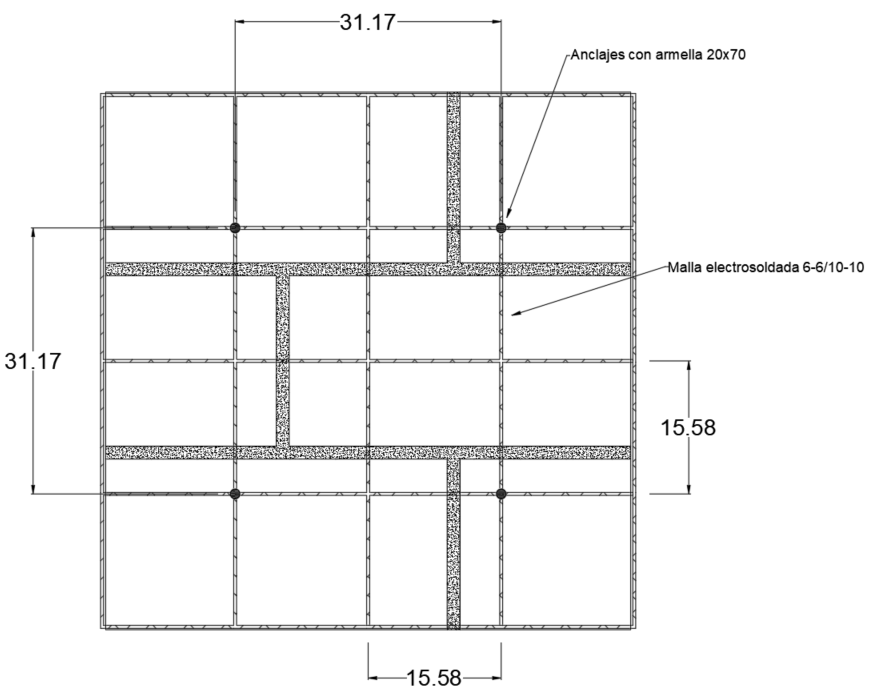 31.17
Anclajes con armella 20x70
Malla electrosoldada 6-6/10-10
31.17
15.58
15.58